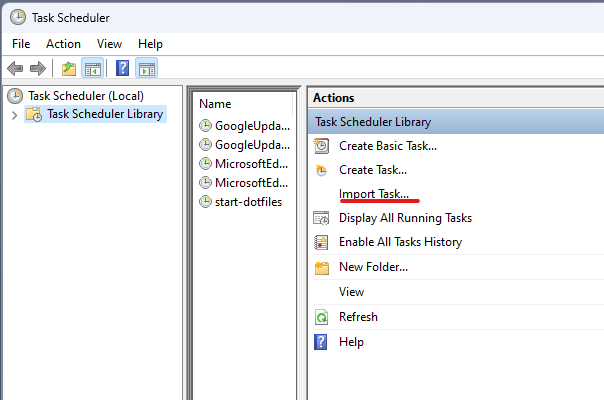 Task Scheduler
File Action View Help
Task Scheduler (Local)
Task Scheduler Library
Name
GoogleUpda...
GoogleUpda...
MicrosoftEd...
MicrosoftEd...
start-dotfiles
Actions
Task Scheduler Library
Create Basic Task...
Create Task...
Import Task...
Display All Running Tasks
Enable All Tasks History
New Folder...
View
Refresh
Help